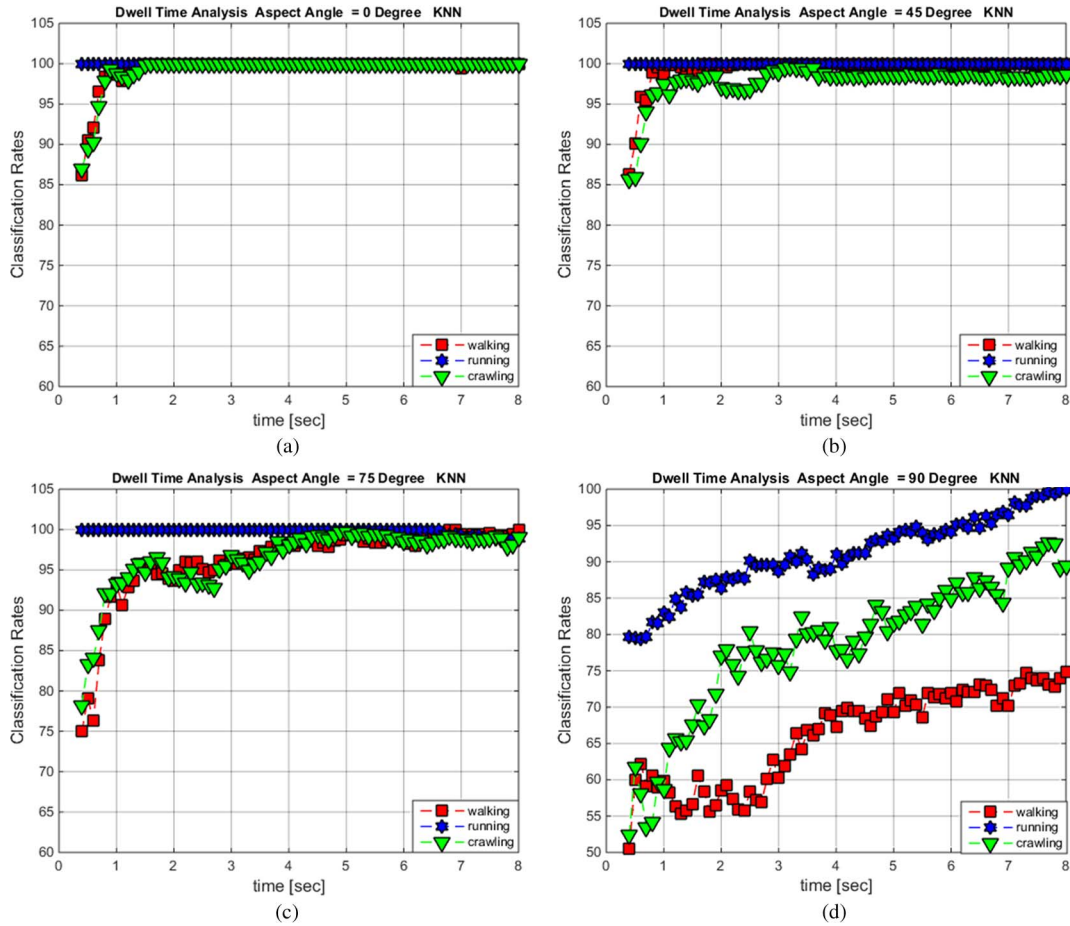 Dwell Time Analysis Aspect Angle = 0 Degree KNN
105
100
95
90
85
80
75
70
65
60
Classification Rates
0 1 2 3 4 5 6 7 8
time [sec]
walking
running
crawling
(a)
Dwell Time Analysis Aspect Angle = 45 Degree KNN
105
100
95
90
85
80
75
70
65
60
Classification Rates
0 1 2 3 4 5 6 7 8
time [sec]
walking
running
crawling
(b)
Dwell Time Analysis Aspect Angle = 75 Degree KNN
105
100
95
90
85
80
75
70
65
60
Classification Rates
0 1 2 3 4 5 6 7 8
time [sec]
walking
running
crawling
(c)
Dwell Time Analysis Aspect Angle = 90 Degree KNN
100
95
90
85
80
75
70
65
60
55
50
Classification Rates
0 1 2 3 4 5 6 7 8
time [sec]
walking
running
crawling
(d)